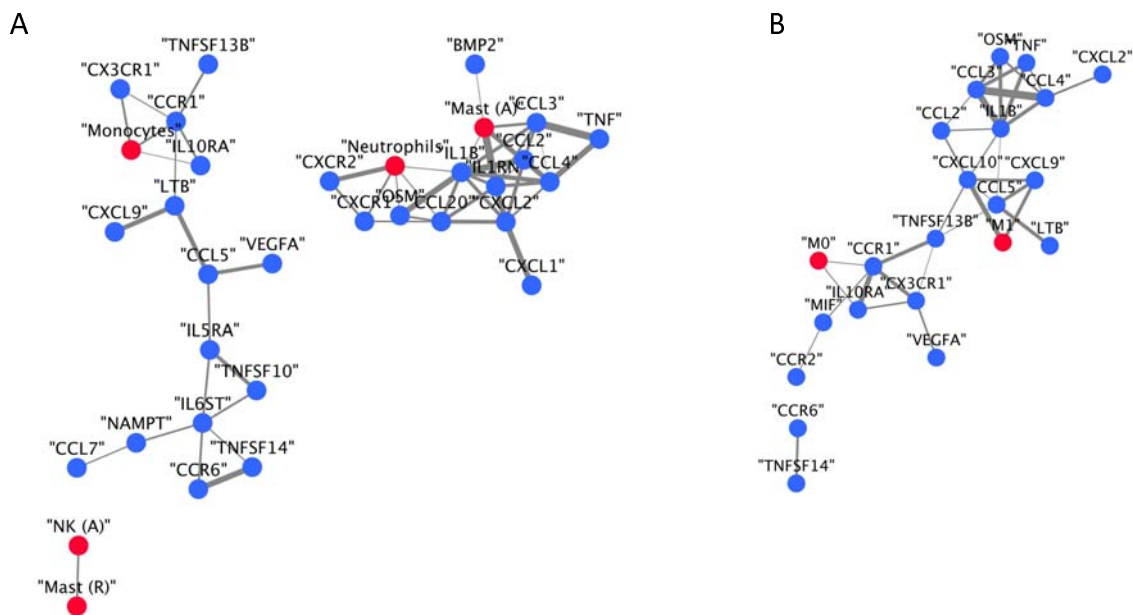 A
B
"TNFSF13B"
"CX3CR1"
"CCR1"
"Monocytes"
"IL10RA"
"LTB"
"CXCL9"
"VEGFA"
"CCL5"
"IL5RA"
"TNFSF10"
"IL6ST"
"NAMPT"
"CCL7"
"TNFSF14"
"CCR6"
"NK (A)"
"Mast (R)"
"BMP2"
"Mast (A)"
"CCL3"
"TNF"
"Neutrophils"
"CCL2"
"IL1B"
"CXCR2"
"IL1RN"
"CCL4"
"CXCR1"
"OSM"
"CCL20"
"CXCL2"
"CXCL1"
"OSM"
"TNF"
"CXCL2"
"CCL3"
"CCL4"
"CCL2"
"IL1B"
"CXCL10"
"CXCL9"
"CCL5"
"TNFSF13B"
"M1"
"LTB"
"M0"
"CCR1"
"CX3CR1"
"IL10RA"
"MIF"
"VEGFA"
"CCR2"
"CCR6"
"TNFSF14"